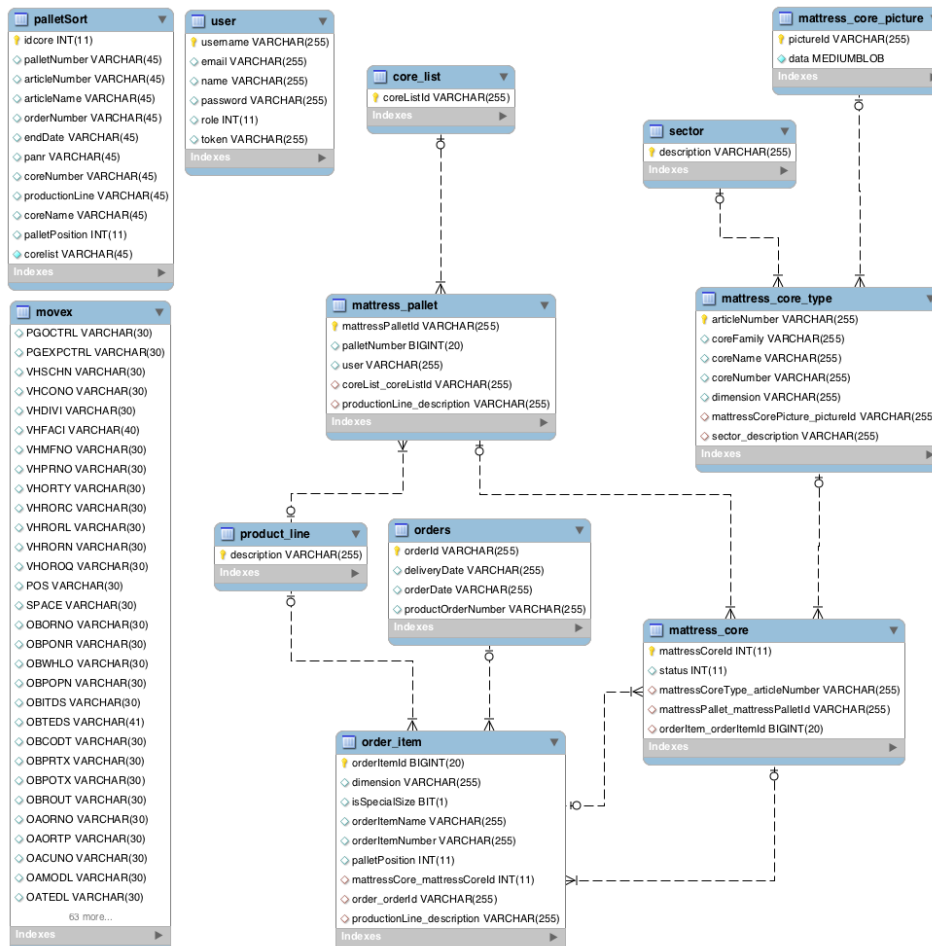 palletSort
idcore INT(11)
palletNumber VARCHAR(45)
articleNumber VARCHAR(45)
articleName VARCHAR(45)
orderNumber VARCHAR(45)
endDate VARCHAR(45)
panr VARCHAR(45)
coreNumber VARCHAR(45)
productionLine VARCHAR(45)
coreName VARCHAR(45)
palletPosition INT(11)
corelist VARCHAR(45)
Indexes
user
username VARCHAR(255)
email VARCHAR(255)
name VARCHAR(255)
password VARCHAR(255)
role INT(11)
token VARCHAR(255)
Indexes
core_list
coreListId VARCHAR(255)
Indexes
mattress_core_picture
pictureId VARCHAR(255)
data MEDIUMBLOB
Indexes
sector
description VARCHAR(255)
Indexes
movex
PGOCTRL VARCHAR(30)
PGEXPCTRL VARCHAR(30)
VHSCHN VARCHAR(30)
VHCONO VARCHAR(30)
VHDIVI VARCHAR(30)
VHFACI VARCHAR(40)
VHMFNO VARCHAR(30)
VHPRNO VARCHAR(30)
VHORTY VARCHAR(30)
VHRORC VARCHAR(30)
VHRORL VARCHAR(30)
VHRORN VARCHAR(30)
VHOROQ VARCHAR(30)
POS VARCHAR(30)
SPACE VARCHAR(30)
OBORNO VARCHAR(30)
OBPONR VARCHAR(30)
OBWHLO VARCHAR(30)
OBPOPN VARCHAR(30)
OBITDS VARCHAR(30)
OBTEDS VARCHAR(41)
OBCODT VARCHAR(30)
OBPRTX VARCHAR(30)
OBPOTX VARCHAR(30)
OBROUT VARCHAR(30)
OAORNO VARCHAR(30)
OAORTP VARCHAR(30)
OACUNO VARCHAR(30)
OAMODL VARCHAR(30)
OATEDL VARCHAR(30)
63 more...
Indexes
mattress_pallet
mattressPalletId VARCHAR(255)
palletNumber BIGINT(20)
user VARCHAR(255)
coreList_coreListId VARCHAR(255)
productionLine_description VARCHAR(255)
Indexes
mattress_core_type
articleNumber VARCHAR(255)
coreFamily VARCHAR(255)
coreName VARCHAR(255)
coreNumber VARCHAR(255)
dimension VARCHAR(255)
mattressCorePicture_pictureId VARCHAR(255
sector_description VARCHAR(255)
Indexes
product_line
description VARCHAR(255)
Indexes
orders
orderId VARCHAR(255)
deliveryDate VARCHAR(255)
orderDate VARCHAR(255)
productOrderNumber VARCHAR(255)
Indexes
mattress_core
mattressCoreId INT(11)
status INT(11)
mattressCoreType_articleNumber VARCHAR(255)
mattressPallet_mattressPalletId VARCHAR(255)
orderItem_orderItemId BIGINT(20)
Indexes
order_item
orderItemId BIGINT(20)
dimension VARCHAR(255)
isSpecialSize BIT(1)
orderItemName VARCHAR(255)
orderItemNumber VARCHAR(255)
palletPosition INT(11)
mattressCore_mattressCoreId INT(11)
order_orderId VARCHAR(255)
productionLine_description VARCHAR(255)
Indexes